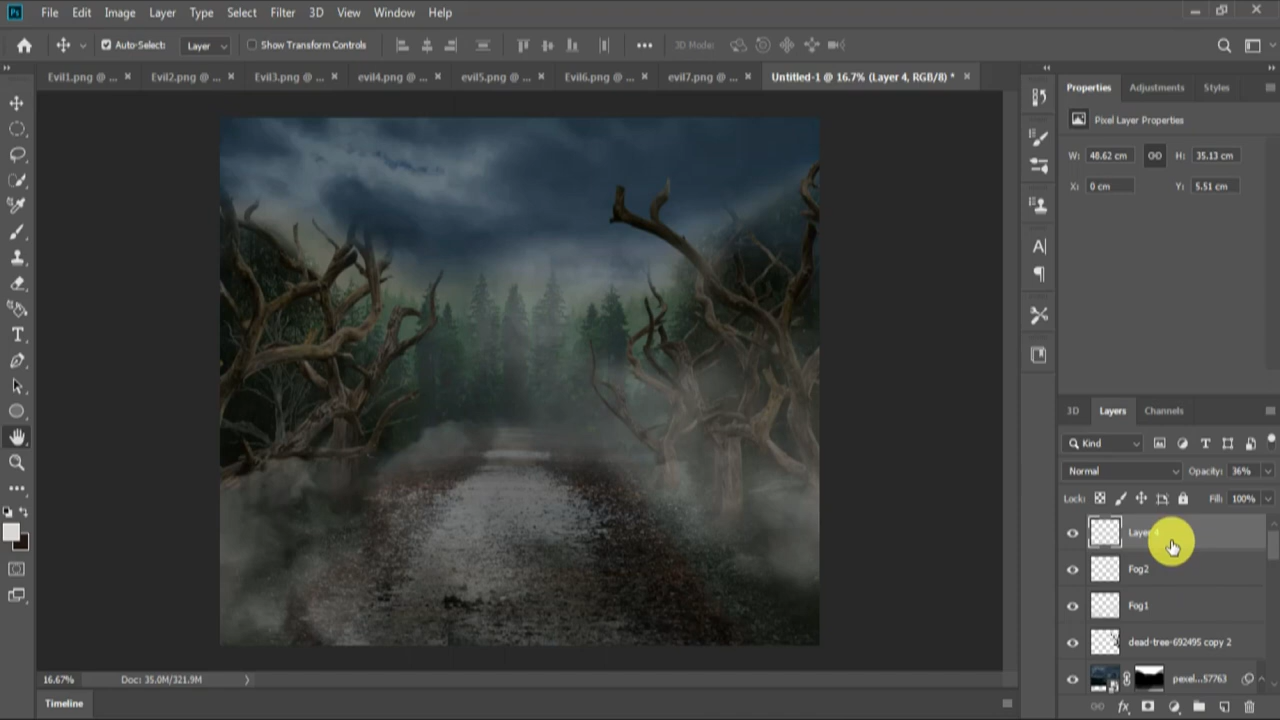 Ps File Edit Image Layer Type Select Filter 3D View Window Help
Auto-Select: Layer Show Transform Controls 3D Mode:
Evil1.png @ ... Evil2.png @ ... Evil3.png @ ... evil4.png @ ... evil5.png @ ... Evil6.png @ ... evil7.png @ ... Untitled-1 @ 16.7% (Layer 4, RGB/8) *
Properties Adjustments Styles
Pixel Layer Properties
W: 48.62 cm H: 35.13 cm
X: 0 cm Y: 5.51 cm
3D Layers Channels
Kind
Normal Opacity: 36%
Lock: Fill: 100%
Layer
Fog2
Fog1
dead-tree-692495 copy 2
pexel...57763
16.67% Doc: 35.0M/321.9M
Timeline